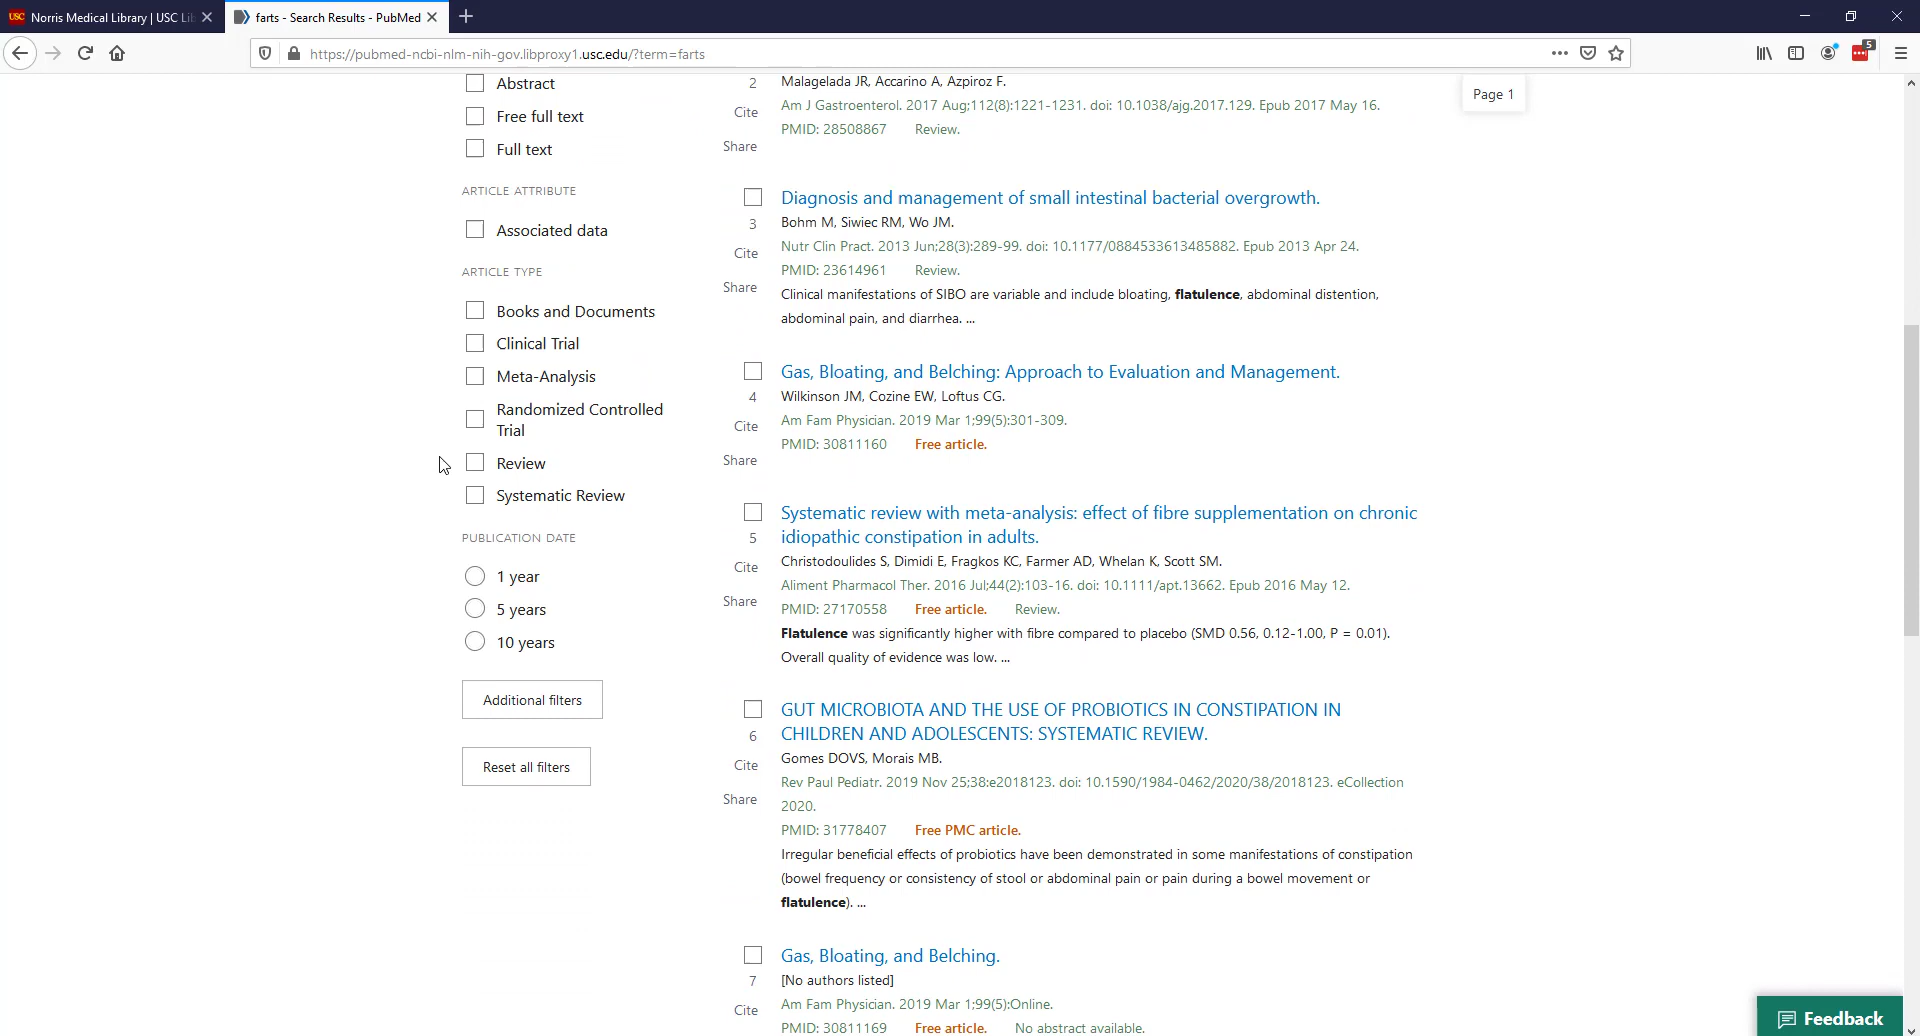 USC Norris Medical Library | USC Lib
farts - Search Results - PubMed
https://pubmed-ncbi-nlm-nih-gov.libproxy1.usc.edu/?term=farts
5
Page 1
Abstract
Free full text
Full text
ARTICLE ATTRIBUTE
Associated data
ARTICLE TYPE
Books and Documents
Clinical Trial
Meta-Analysis
Randomized Controlled
Trial
Review
Systematic Review
PUBLICATION DATE
1 year
5 years
10 years
Additional filters
Reset all filters
2
Cite
Share
Malagelada JR, Accarino A, Azpiroz F.
Am J Gastroenterol. 2017 Aug;112(8):1221-1231. doi: 10.1038/ajg.2017.129. Epub 2017 May 16.
PMID: 28508867 Review.
3
Cite
Share
Diagnosis and management of small intestinal bacterial overgrowth.
Bohm M, Siwiec RM, Wo JM.
Nutr Clin Pract. 2013 Jun;28(3):289-99. doi: 10.1177/0884533613485882. Epub 2013 Apr 24.
PMID: 23614961 Review.
Clinical manifestations of SIBO are variable and include bloating, flatulence, abdominal distention,
abdominal pain, and diarrhea. ...
4
Cite
Share
Gas, Bloating, and Belching: Approach to Evaluation and Management.
Wilkinson JM, Cozine EW, Loftus CG.
Am Fam Physician. 2019 Mar 1;99(5):301-309.
PMID: 30811160 Free article.
5
Cite
Share
Systematic review with meta-analysis: effect of fibre supplementation on chronic
idiopathic constipation in adults.
Christodoulides S, Dimidi E, Fragkos KC, Farmer AD, Whelan K, Scott SM.
Aliment Pharmacol Ther. 2016 Jul;44(2):103-16. doi: 10.1111/apt.13662. Epub 2016 May 12.
PMID: 27170558 Free article. Review.
Flatulence was significantly higher with fibre compared to placebo (SMD 0.56, 0.12-1.00, P = 0.01).
Overall quality of evidence was low. ...
6
Cite
Share
GUT MICROBIOTA AND THE USE OF PROBIOTICS IN CONSTIPATION IN
CHILDREN AND ADOLESCENTS: SYSTEMATIC REVIEW.
Gomes DOVS, Morais MB.
Rev Paul Pediatr. 2019 Nov 25;38:e2018123. doi: 10.1590/1984-0462/2020/38/2018123. eCollection
2020.
PMID: 31778407 Free PMC article.
Irregular beneficial effects of probiotics have been demonstrated in some manifestations of constipation
(bowel frequency or consistency of stool or abdominal pain or pain during a bowel movement or
flatulence). ...
7
Cite
Gas, Bloating, and Belching.
[No authors listed]
Am Fam Physician. 2019 Mar 1;99(5):Online.
PMID: 30811169 Free article. No abstract available.
Feedback